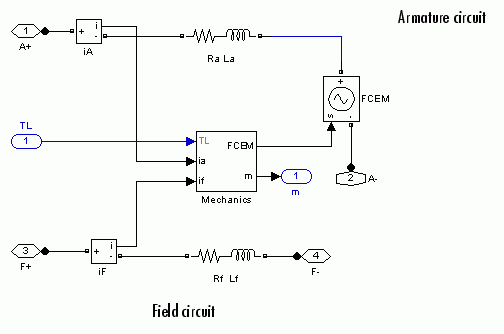 Armature circuit
1
A+
+
i
-
iA
Ra La
+
s
-
FCEM
TL
1
TL
ia
if
FCEM
m
Mechanics
1
m
2
A-
3
F+
+
i
-
iF
Rf Lf
4
F-
Field circuit